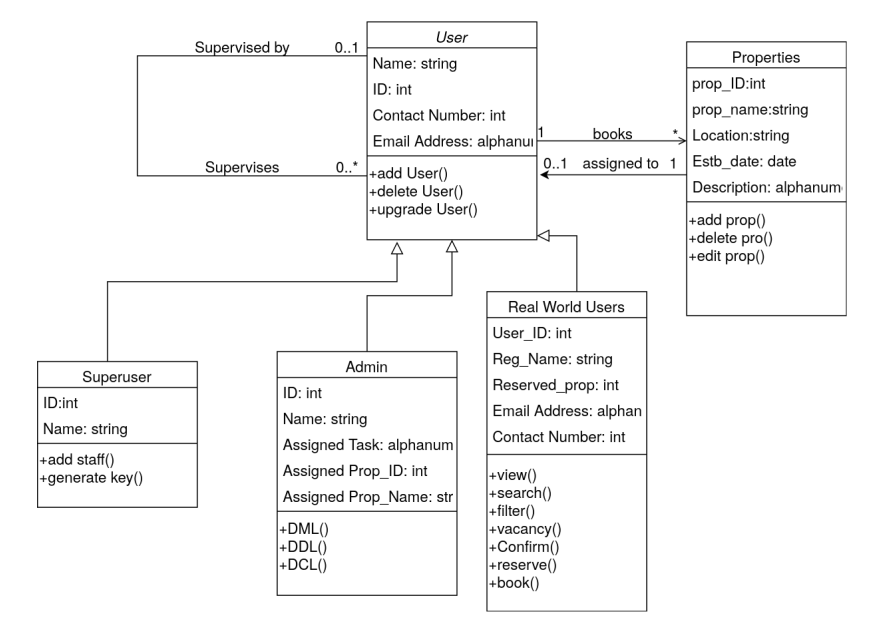 User
Name: string
ID: int
Contact Number: int
Email Address: alphanu
+add User()
+delete User()
+upgrade User()
Supervised by
0..1
Supervises
0..*
1
books
*
0..1
assigned to
1
Properties
prop_ID:int
prop_name:string
Location:string
Estb_date: date
Description: alphanum
+add prop()
+delete pro()
+edit prop()
Superuser
ID:int
Name: string
+add staff()
+generate key()
Admin
ID: int
Name: string
Assigned Task: alphanum
Assigned Prop_ID: int
Assigned Prop_Name: str
+DML()
+DDL()
+DCL()
Real World Users
User_ID: int
Reg_Name: string
Reserved_prop: int
Email Address: alphan
Contact Number: int
+view()
+search()
+filter()
+vacancy()
+Confirm()
+reserve()
+book()